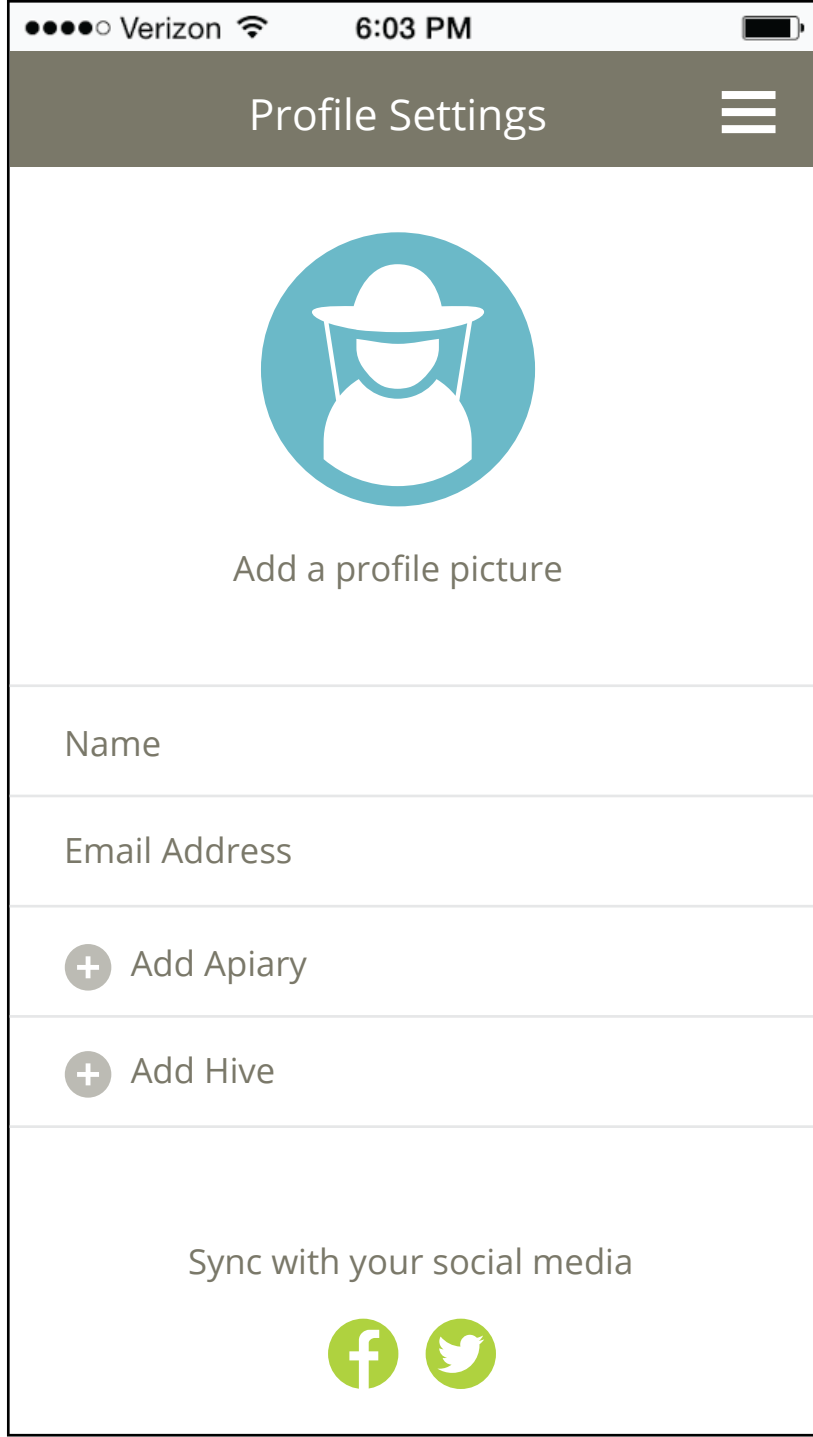 Verizon 6:03 PM
Profile Settings
Add a profile picture
Name
Email Address
Add Apiary
Add Hive
Sync with your social media